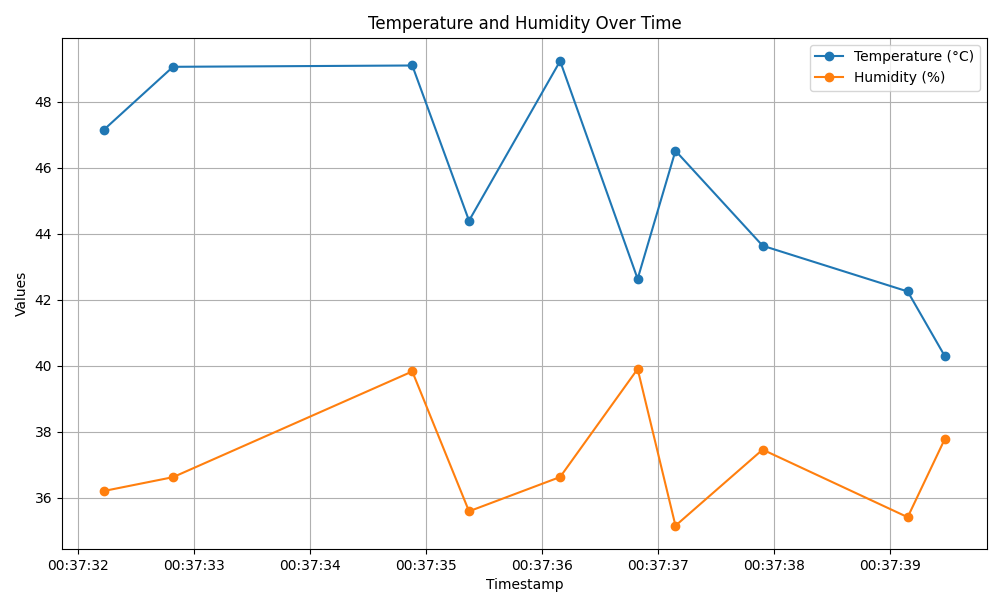 Temperature and Humidity Over Time
Temperature (°C)
Humidity (%)
Values
48
46
44
42
40
38
36
00:37:32 00:37:33 00:37:34 00:37:35 00:37:36 00:37:37 00:37:38 00:37:39
Timestamp